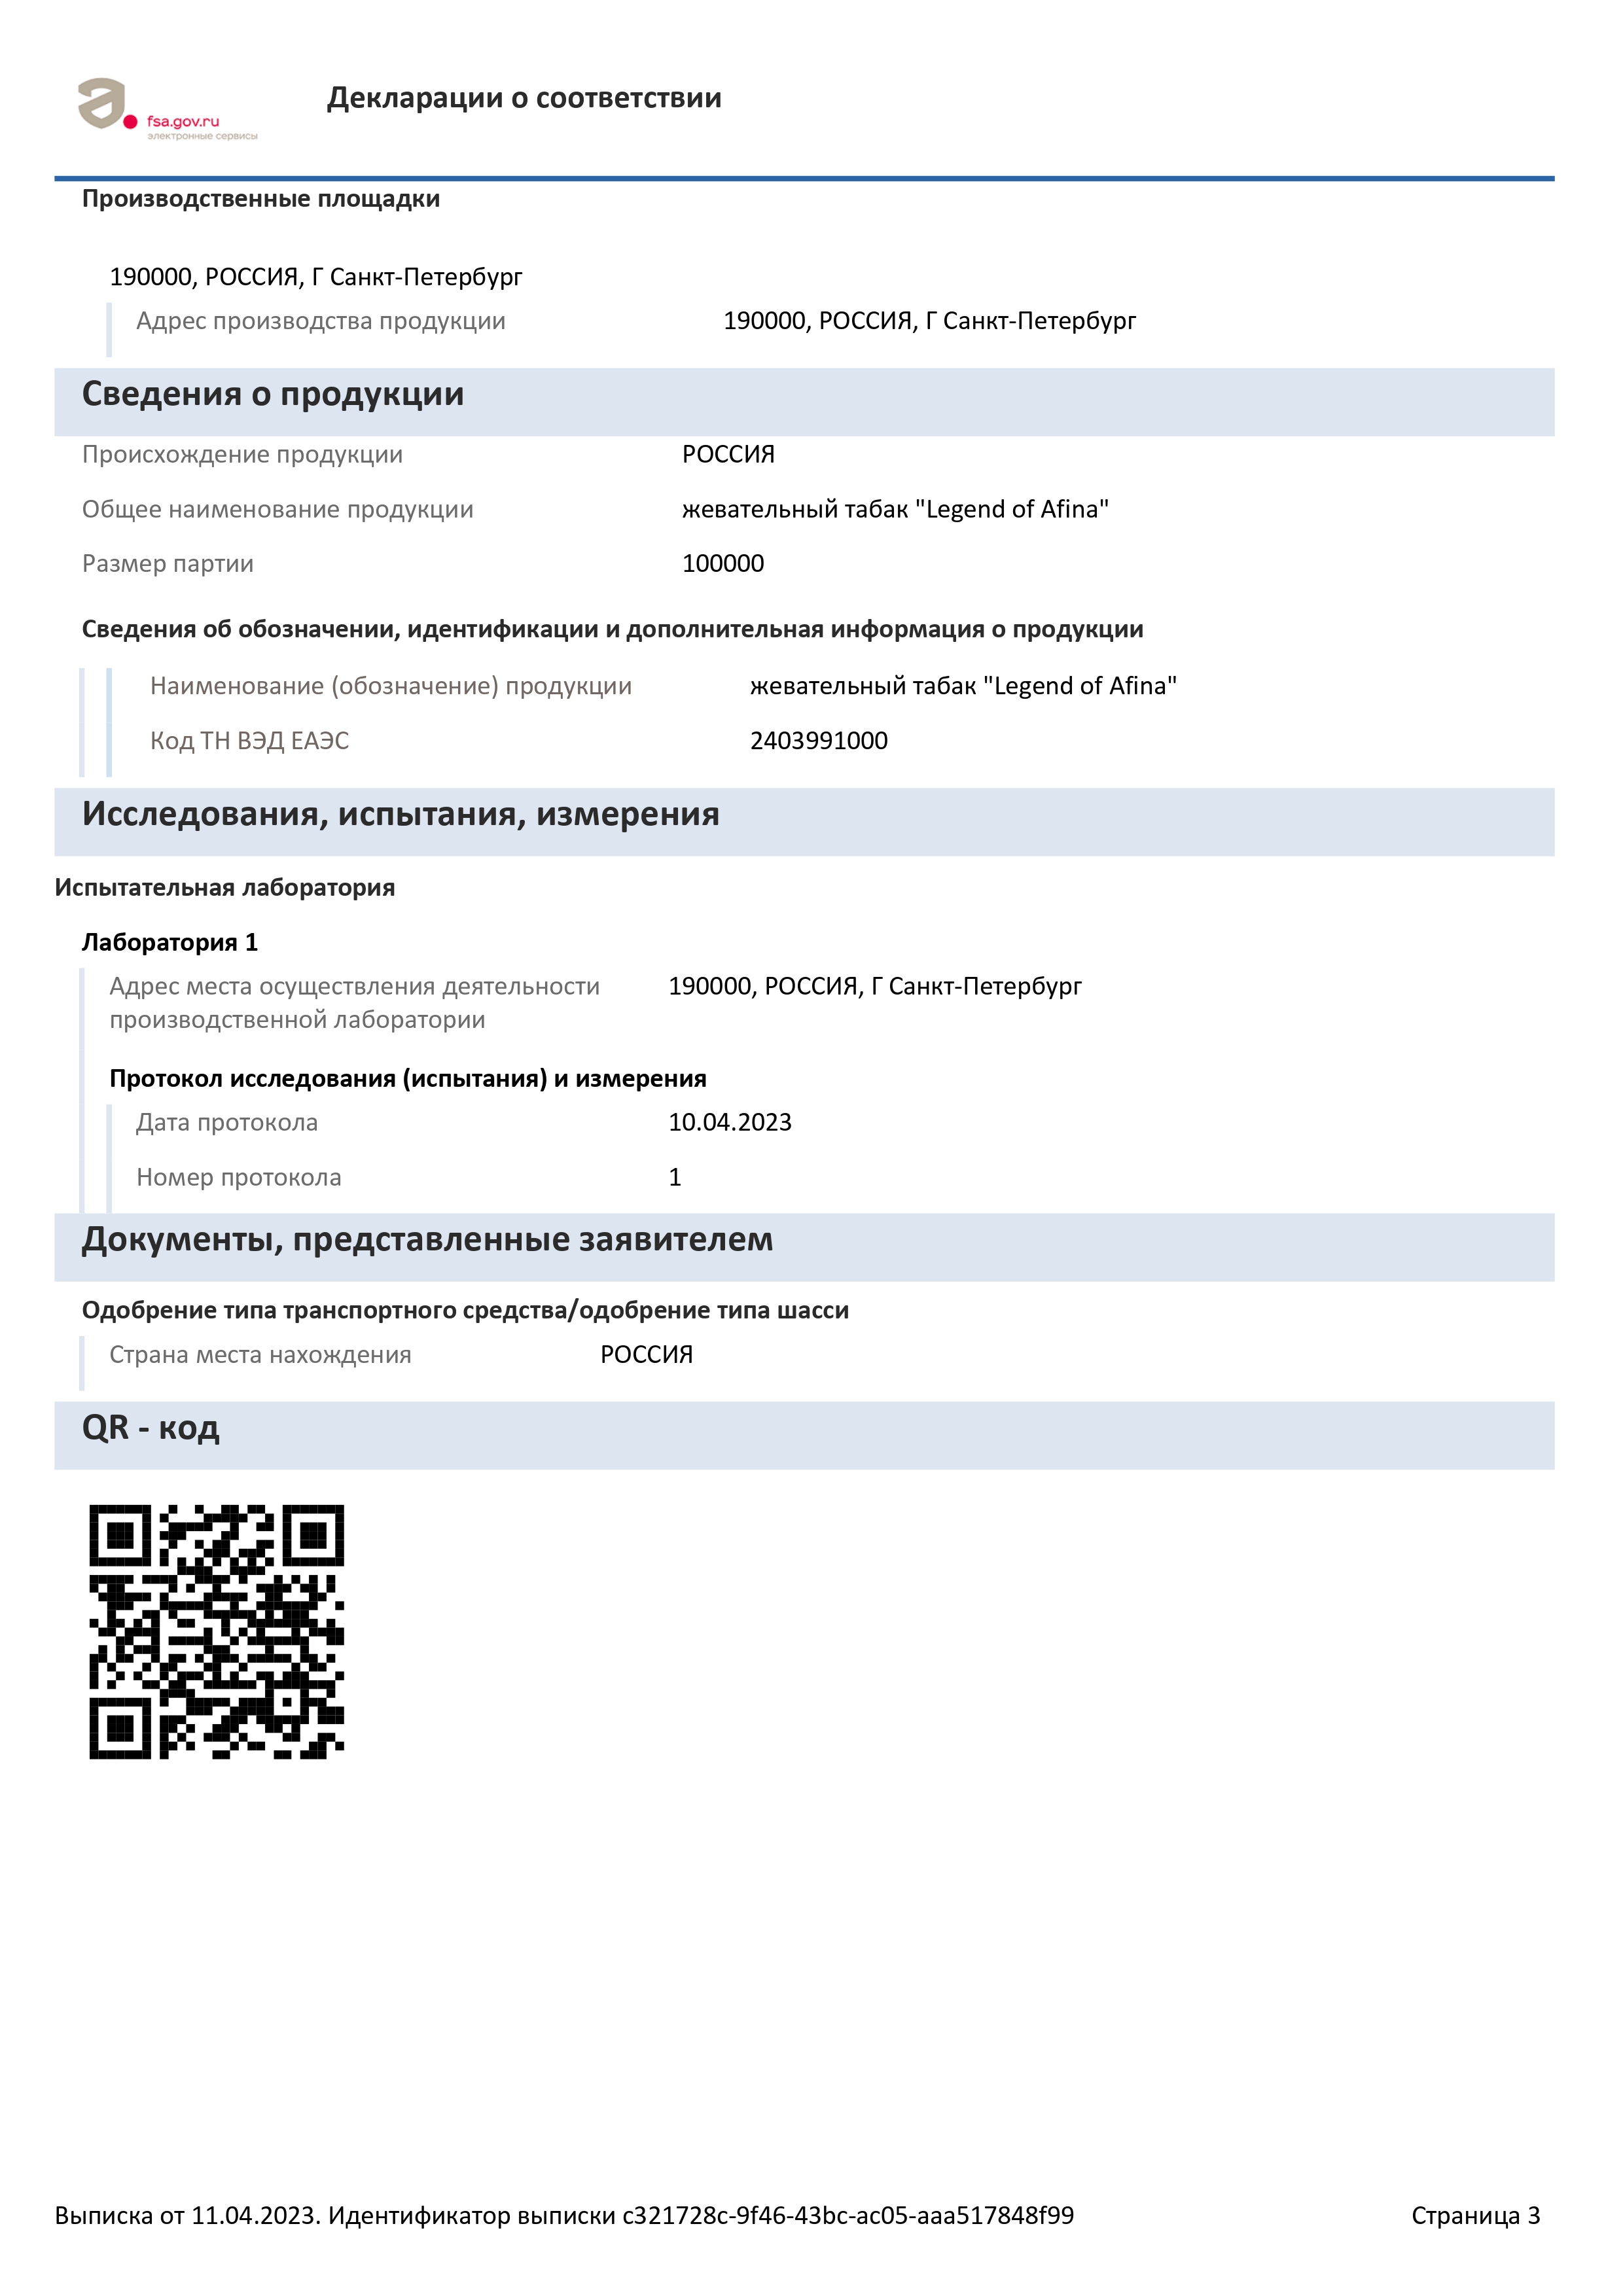 fsa.gov.ru
электронные сервисы
Декларации о соответствии
Производственные площадки
190000, РОССИЯ, Г Санкт-Петербург
Адрес производства продукции 190000, РОССИЯ, Г Санкт-Петербург
Сведения о продукции
Происхождение продукции РОССИЯ
Общее наименование продукции жевательный табак "Legend of Afina"
Размер партии 100000
Сведения об обозначении, идентификации и дополнительная информация о продукции
Наименование (обозначение) продукции жевательный табак "Legend of Afina"
Код ТН ВЭД ЕАЭС 2403991000
Исследования, испытания, измерения
Испытательная лаборатория
Лаборатория 1
Адрес места осуществления деятельности 190000, РОССИЯ, Г Санкт-Петербург
производственной лаборатории
Протокол исследования (испытания) и измерения
Дата протокола 10.04.2023
Номер протокола 1
Документы, представленные заявителем
Одобрение типа транспортного средства/одобрение типа шасси
Страна места нахождения РОССИЯ
QR - код
Выписка от 11.04.2023. Идентификатор выписки c321728c-9f46-43bc-ac05-aaa517848f99 Страница 3